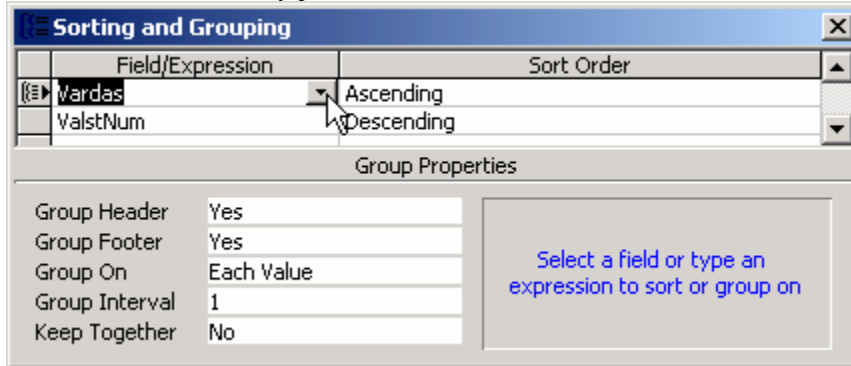 Sorting and Grouping
Field/Expression Sort Order
Vardas Ascending
ValstNum Descending
Group Properties
Group Header Yes
Group Footer Yes
Group On Each Value
Group Interval 1
Keep Together No
Select a field or type an
expression to sort or group on